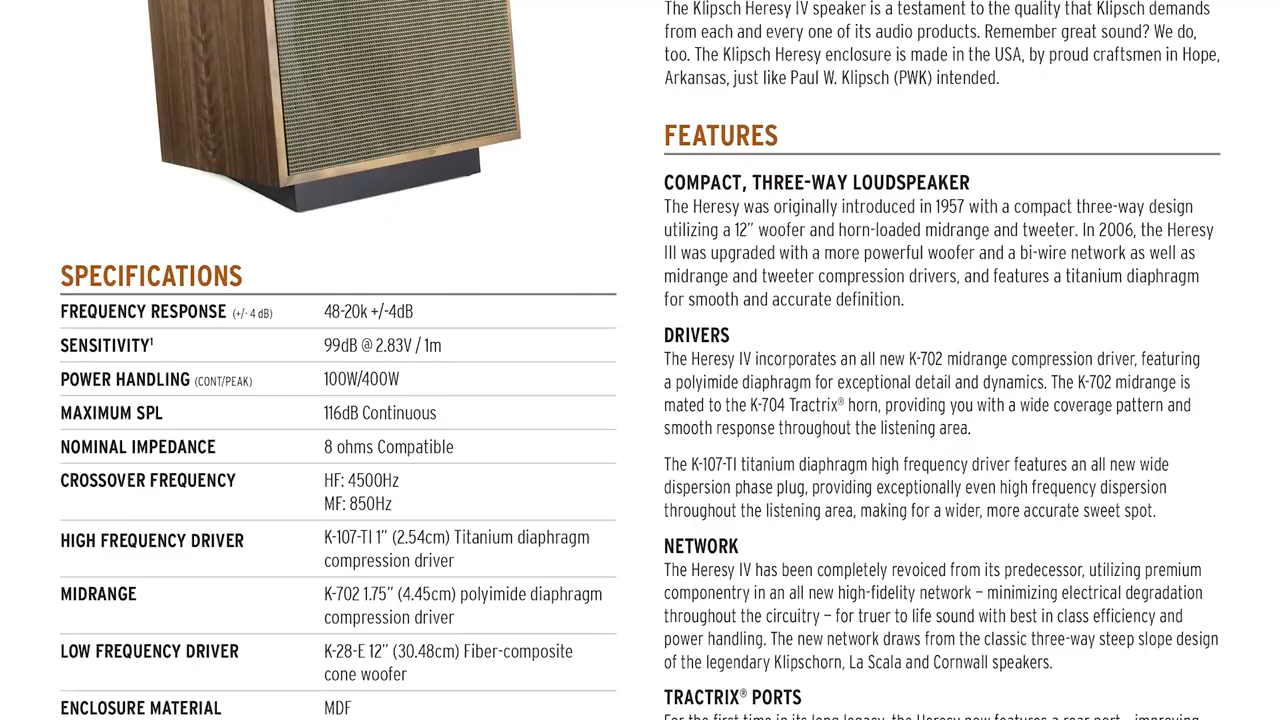 SPECIFICATIONS
FREQUENCY RESPONSE (+/- 4 dB) 48-20k +/-4dB
SENSITIVITY¹ 99dB @ 2.83V / 1m
POWER HANDLING (CONT/PEAK) 100W/400W
MAXIMUM SPL 116dB Continuous
NOMINAL IMPEDANCE 8 ohms Compatible
CROSSOVER FREQUENCY HF: 4500Hz
MF: 850Hz
HIGH FREQUENCY DRIVER K-107-TI 1” (2.54cm) Titanium diaphragm
compression driver
MIDRANGE K-702 1.75” (4.45cm) polyimide diaphragm
compression driver
LOW FREQUENCY DRIVER K-28-E 12” (30.48cm) Fiber-composite
cone woofer
ENCLOSURE MATERIAL MDF
The Klipsch Heresy IV speaker is a testament to the quality that Klipsch demands
from each and every one of its audio products. Remember great sound? We do,
too. The Klipsch Heresy enclosure is made in the USA, by proud craftsmen in Hope,
Arkansas, just like Paul W. Klipsch (PWK) intended.
FEATURES
COMPACT, THREE-WAY LOUDSPEAKER
The Heresy was originally introduced in 1957 with a compact three-way design
utilizing a 12” woofer and horn-loaded midrange and tweeter. In 2006, the Heresy
III was upgraded with a more powerful woofer and a bi-wire network as well as
midrange and tweeter compression drivers, and features a titanium diaphragm
for smooth and accurate definition.
DRIVERS
The Heresy IV incorporates an all new K-702 midrange compression driver, featuring
a polyimide diaphragm for exceptional detail and dynamics. The K-702 midrange is
mated to the K-704 Tractrix® horn, providing you with a wide coverage pattern and
smooth response throughout the listening area.
The K-107-TI titanium diaphragm high frequency driver features an all new wide
dispersion phase plug, providing exceptionally even high frequency dispersion
throughout the listening area, making for a wider, more accurate sweet spot.
NETWORK
The Heresy IV has been completely revoiced from its predecessor, utilizing premium
componentry in an all new high-fidelity network – minimizing electrical degradation
throughout the circuitry – for truer to life sound with best in class efficiency and
power handling. The new network draws from the classic three-way steep slope design
of the legendary Klipschorn, La Scala and Cornwall speakers.
TRACTRIX® PORTS
For the first time in its long legacy, the Heresy now features a rear port – improving